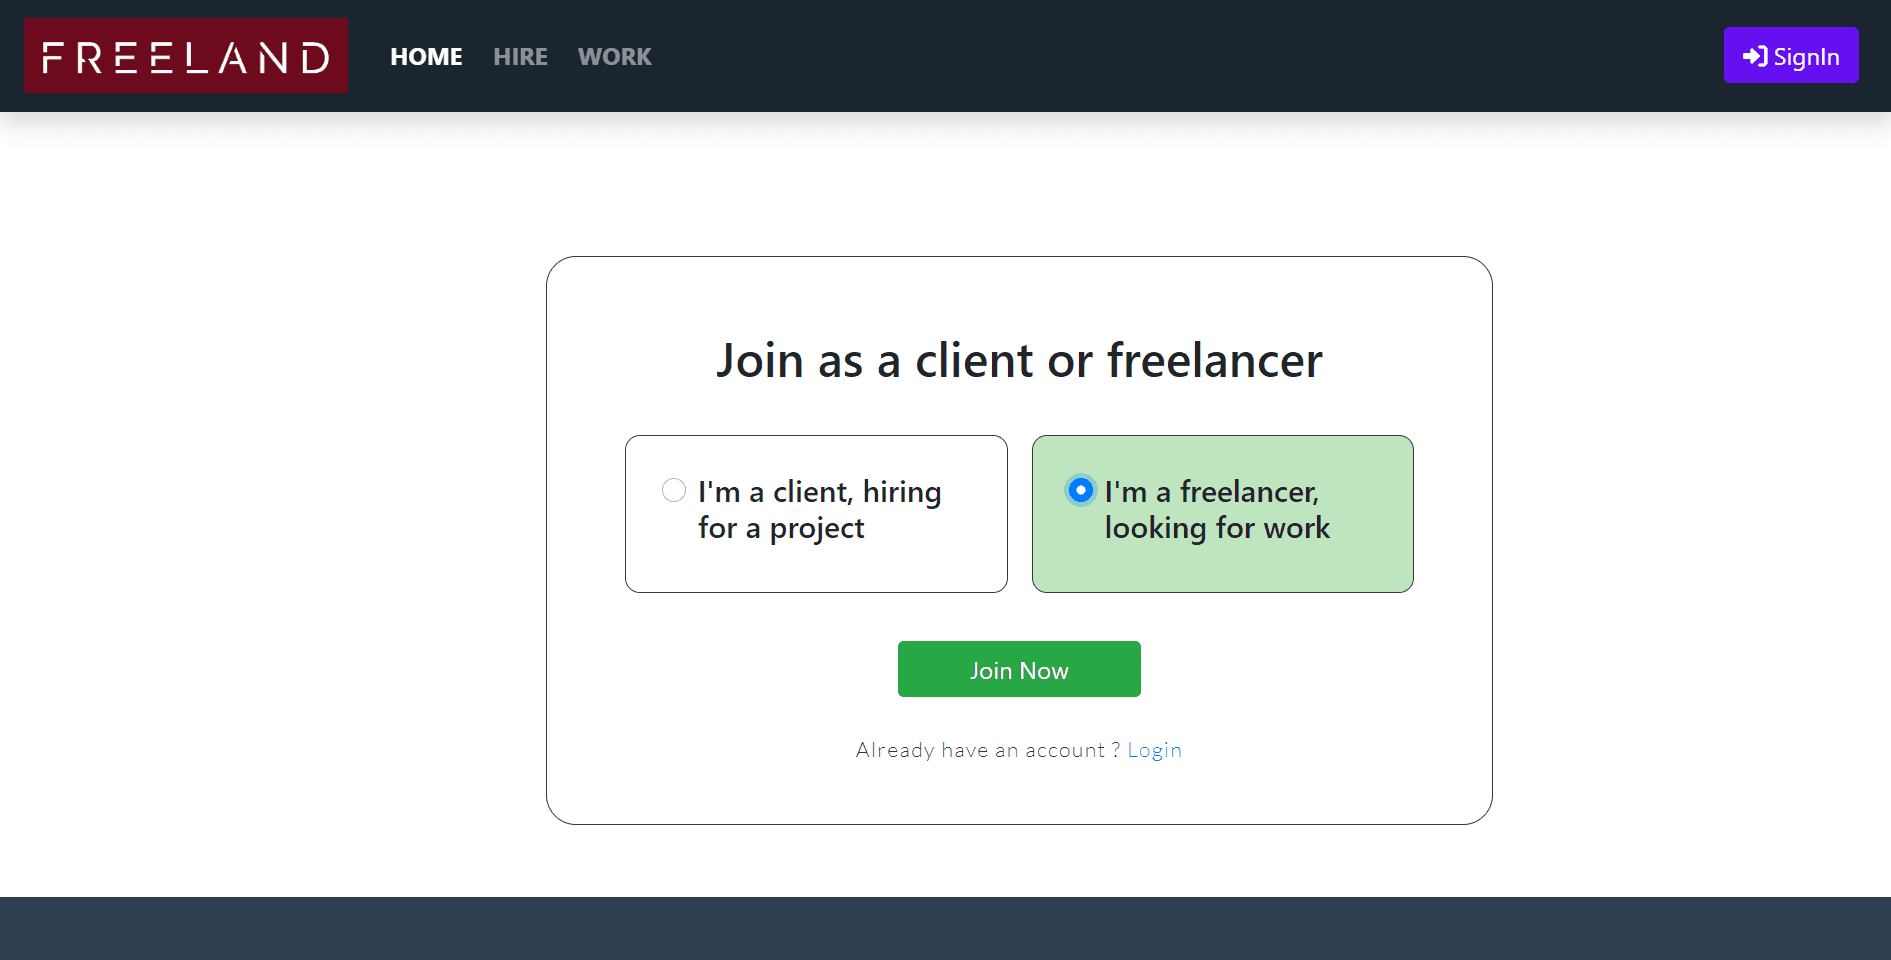 FREELAND
HOME HIRE WORK
SignIn
Join as a client or freelancer
I'm a client, hiring
for a project
I'm a freelancer,
looking for work
Join Now
Already have an account ? Login